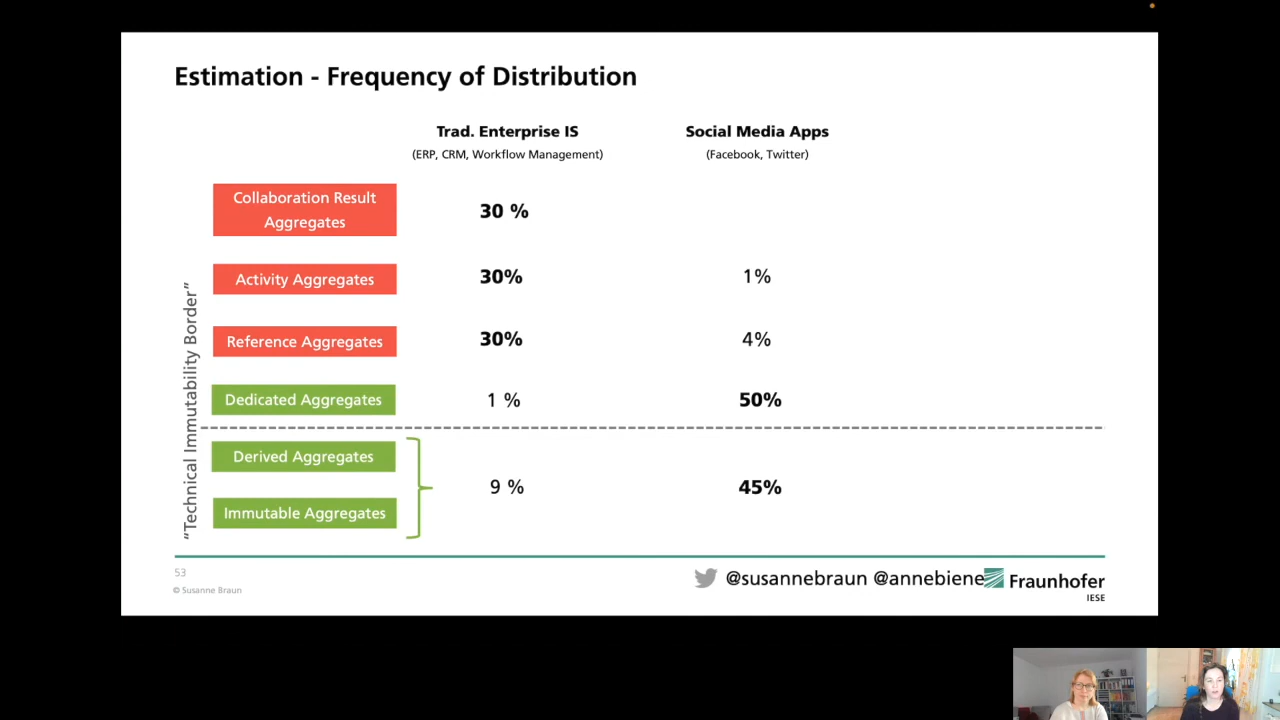 Estimation - Frequency of Distribution
Trad. Enterprise IS
(ERP, CRM, Workflow Management)
Social Media Apps
(Facebook, Twitter)
Collaboration Result
Aggregates
30 %
Activity Aggregates
30%
1%
Reference Aggregates
30%
4%
Dedicated Aggregates
1 %
50%
"Technical Immutability Border"
Derived Aggregates
Immutable Aggregates
9 %
45%
53
© Susanne Braun
@susannebraun @annebiene
Fraunhofer
IESE